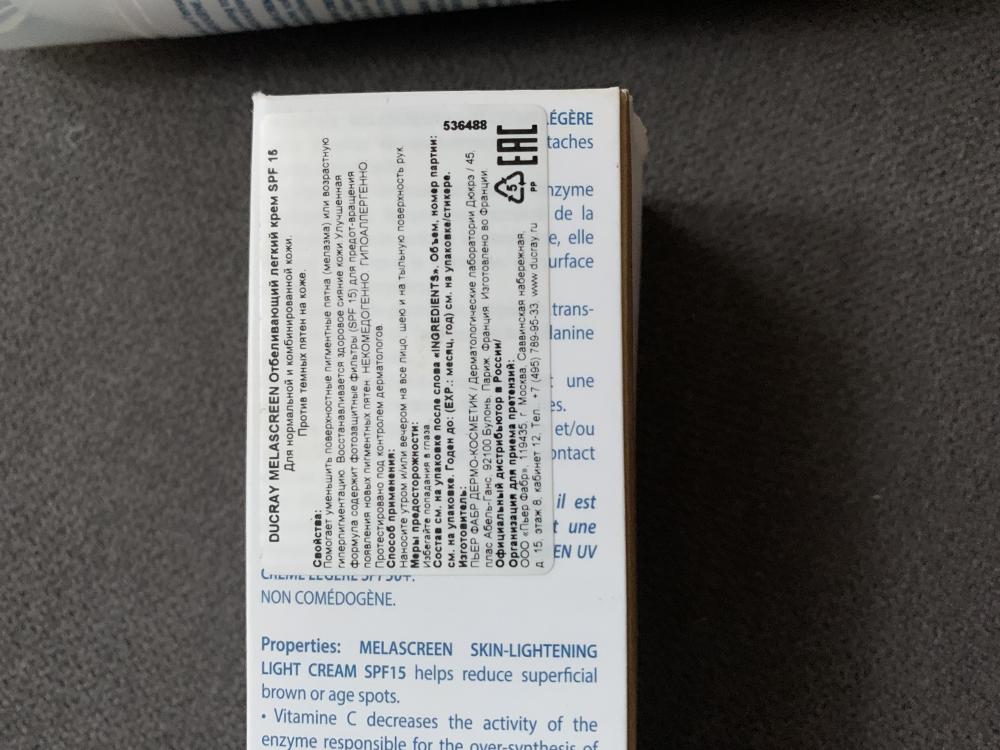 536488
DUCRAY MELASCREEN Отбеливающий легкий крем SPF 15
Для нормальной и комбинированной кожи.
Против темных пятен на коже.
Свойства:
Помогает уменьшить поверхностные пигментные пятна (мелазма) или возрастную
гиперпигментацию. Восстанавливается здоровое сияние кожи Улучшенная
формула содержит фотозащитные фильтры (SPF 15) для предот-вращения
появления новых пигментных пятен. НЕКОМЕДОГЕННО. ГИПОАЛЛЕРГЕННО
Протестировано под контролем дерматологов.
Способ применения:
Наносите утром и/или вечером на все лицо, шею и на тыльную поверхность рук.
Меры предосторожности:
Избегайте попадания в глаза.
Состав см. на упаковке после слова «INGREDIENTS». Объем, номер партии:
см. на упаковке. Годен до: (EXP.: месяц, год) см. на упаковке/стикере.
Изготовитель:
ПЬЕР ФАБР ДЕРМО-КОСМЕТИК / Дерматологические лаборатории Дюкрэ / 45,
плас Абель-Ганс, 92100 Булонь, Париж, Франция. Изготовлено во Франции.
Официальный дистрибьютор в России/
Организация для приема претензий:
ООО «Пьер Фабр», 119435, г. Москва, Саввинская набережная,
д. 15, этаж 8, кабинет 12. Тел.: +7 (495) 789-95-33, www.ducray.ru
5
PP
EAC
ÉGÈRE
taches
nzyme
de la
e, elle
urface
trans-
lanine
une
es.
et/ou
ontact
il est
t une
EN UV
CRÈME LÉGÈRE SPF50+.
NON COMÉDOGÈNE.
Properties: MELASCREEN SKIN-LIGHTENING
LIGHT CREAM SPF15 helps reduce superficial
brown or age spots.
• Vitamine C decreases the activity of the
enzyme responsible for the over-synthesis of